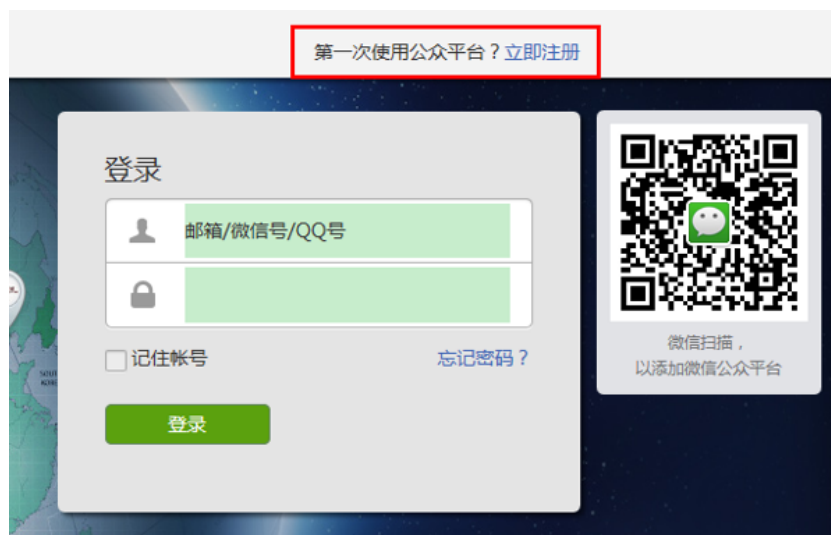 第一次使用公众平台？立即注册
登录
邮箱/微信号/QQ号
记住帐号
忘记密码？
登录
微信扫描，
以添加微信公众平台